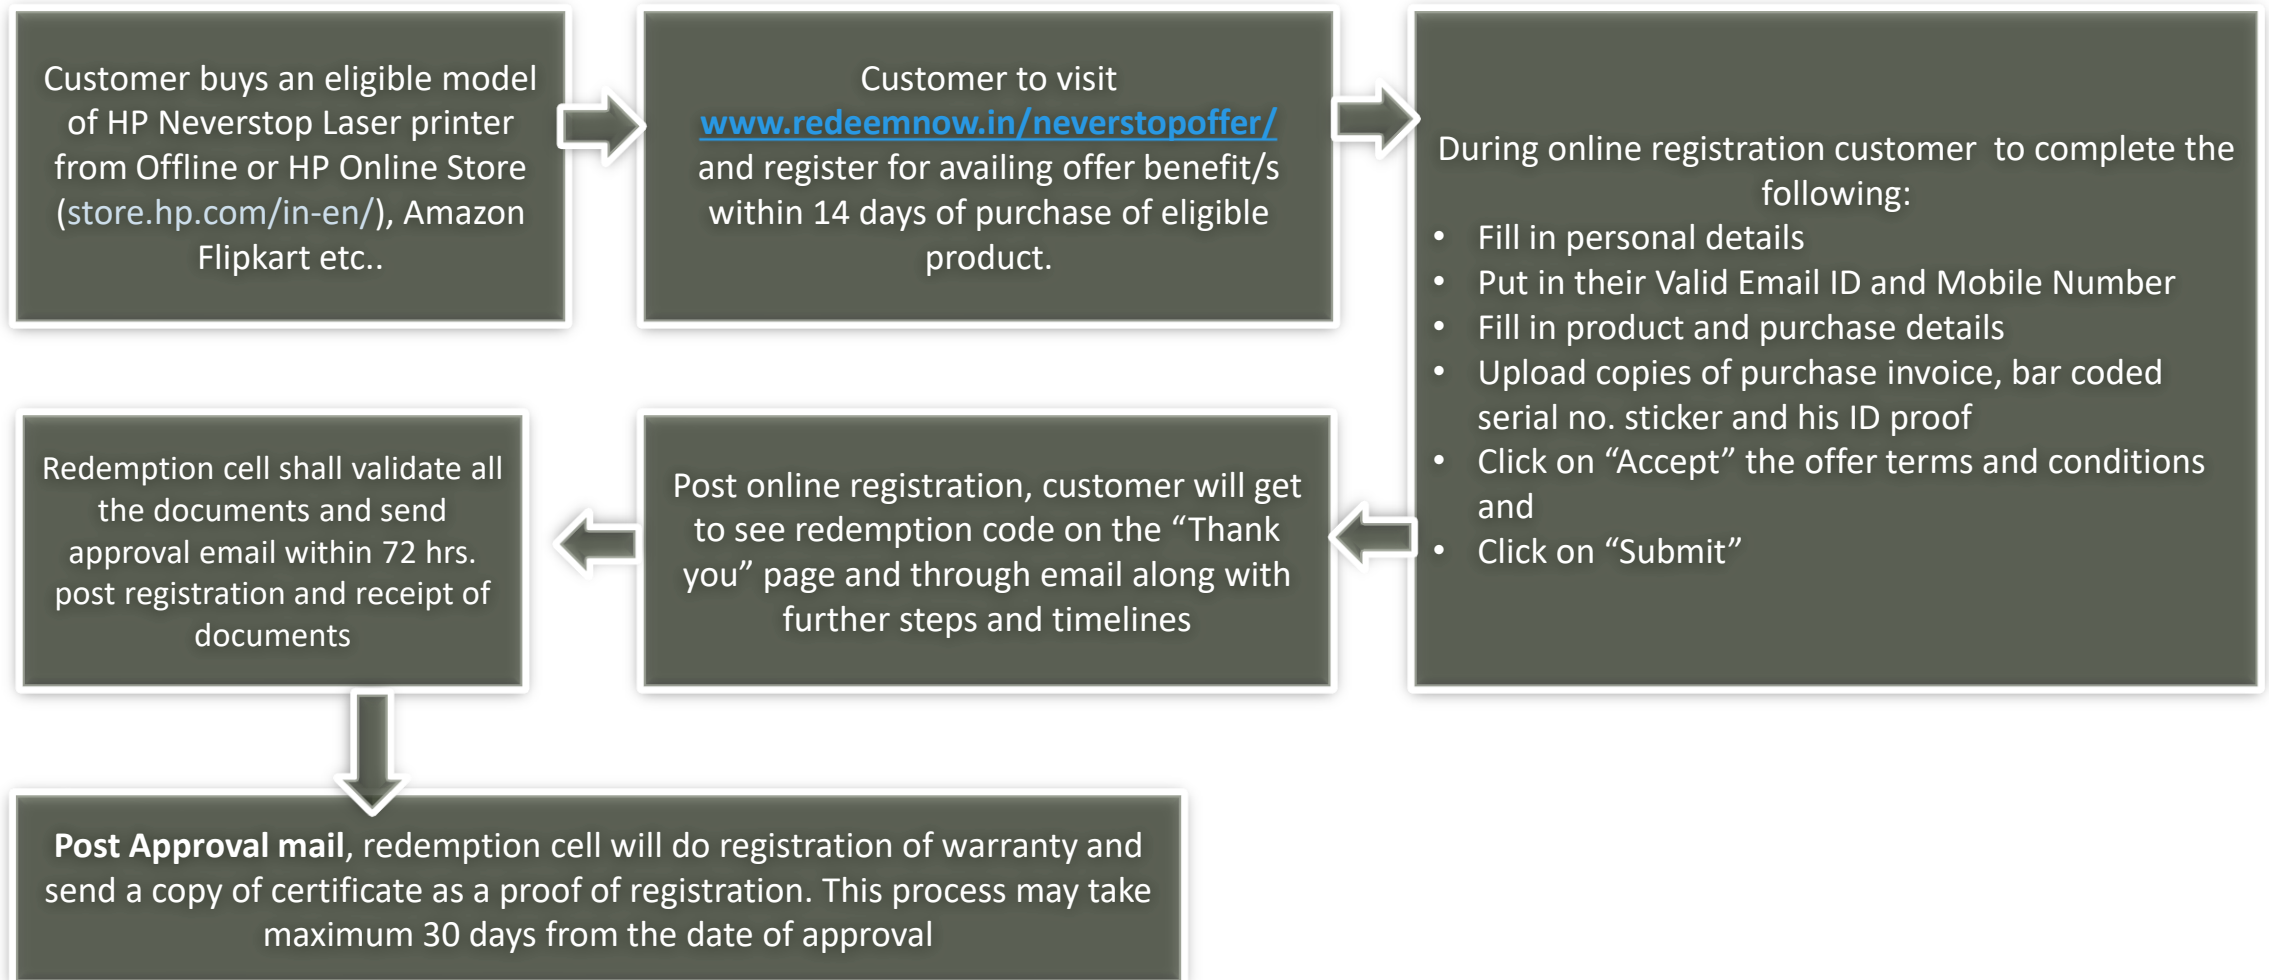 Customer buys an eligible model
of HP Neverstop Laser printer
from Offline or HP Online Store
(store.hp.com/in-en/), Amazon
Flipkart etc..
Customer to visit
www.redeemnow.in/neverstopoffer/
and register for availing offer benefit/s
within 14 days of purchase of eligible
product.
During online registration customer to complete the
following:
• Fill in personal details
• Put in their Valid Email ID and Mobile Number
• Fill in product and purchase details
• Upload copies of purchase invoice, bar coded
serial no. sticker and his ID proof
• Click on “Accept” the offer terms and conditions
and
• Click on “Submit”
Post online registration, customer will get
to see redemption code on the “Thank
you” page and through email along with
further steps and timelines
Redemption cell shall validate all
the documents and send
approval email within 72 hrs.
post registration and receipt of
documents
Post Approval mail, redemption cell will do registration of warranty and
send a copy of certificate as a proof of registration. This process may take
maximum 30 days from the date of approval